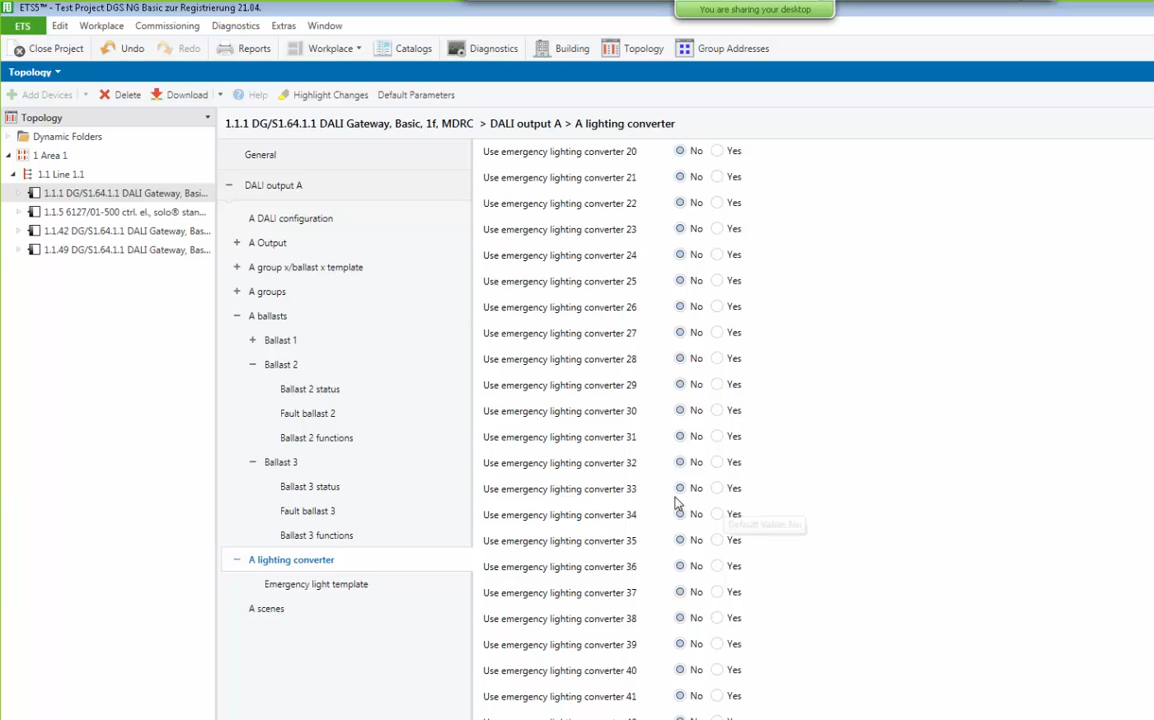 ETS5™ - Test Project DGS NG Basic zur Registrierung 21.04.
You are sharing your desktop
ETS Edit Workplace Commissioning Diagnostics Extras Window
Close Project Undo Redo Reports Workplace Catalogs Diagnostics Building Topology Group Addresses
Topology
Add Devices Delete Download Help Highlight Changes Default Parameters
Topology
Dynamic Folders
1 Area 1
1.1 Line 1.1
1.1.1 DG/S1.64.1.1 DALI Gateway, Basi...
1.1.5 6127/01-500 ctrl. el., solo® stan...
1.1.42 DG/S1.64.1.1 DALI Gateway, Bas...
1.1.49 DG/S1.64.1.1 DALI Gateway, Bas...
1.1.1 DG/S1.64.1.1 DALI Gateway, Basic, 1f, MDRC > DALI output A > A lighting converter
General
DALI output A
A DALI configuration
A Output
A group x/ballast x template
A groups
A ballasts
Ballast 1
Ballast 2
Ballast 2 status
Fault ballast 2
Ballast 2 functions
Ballast 3
Ballast 3 status
Fault ballast 3
Ballast 3 functions
A lighting converter
Emergency light template
A scenes
Use emergency lighting converter 20 No Yes
Use emergency lighting converter 21 No Yes
Use emergency lighting converter 22 No Yes
Use emergency lighting converter 23 No Yes
Use emergency lighting converter 24 No Yes
Use emergency lighting converter 25 No Yes
Use emergency lighting converter 26 No Yes
Use emergency lighting converter 27 No Yes
Use emergency lighting converter 28 No Yes
Use emergency lighting converter 29 No Yes
Use emergency lighting converter 30 No Yes
Use emergency lighting converter 31 No Yes
Use emergency lighting converter 32 No Yes
Use emergency lighting converter 33 No Yes
Use emergency lighting converter 34 No Yes
Default Value: No
Use emergency lighting converter 35 No Yes
Use emergency lighting converter 36 No Yes
Use emergency lighting converter 37 No Yes
Use emergency lighting converter 38 No Yes
Use emergency lighting converter 39 No Yes
Use emergency lighting converter 40 No Yes
Use emergency lighting converter 41 No Yes